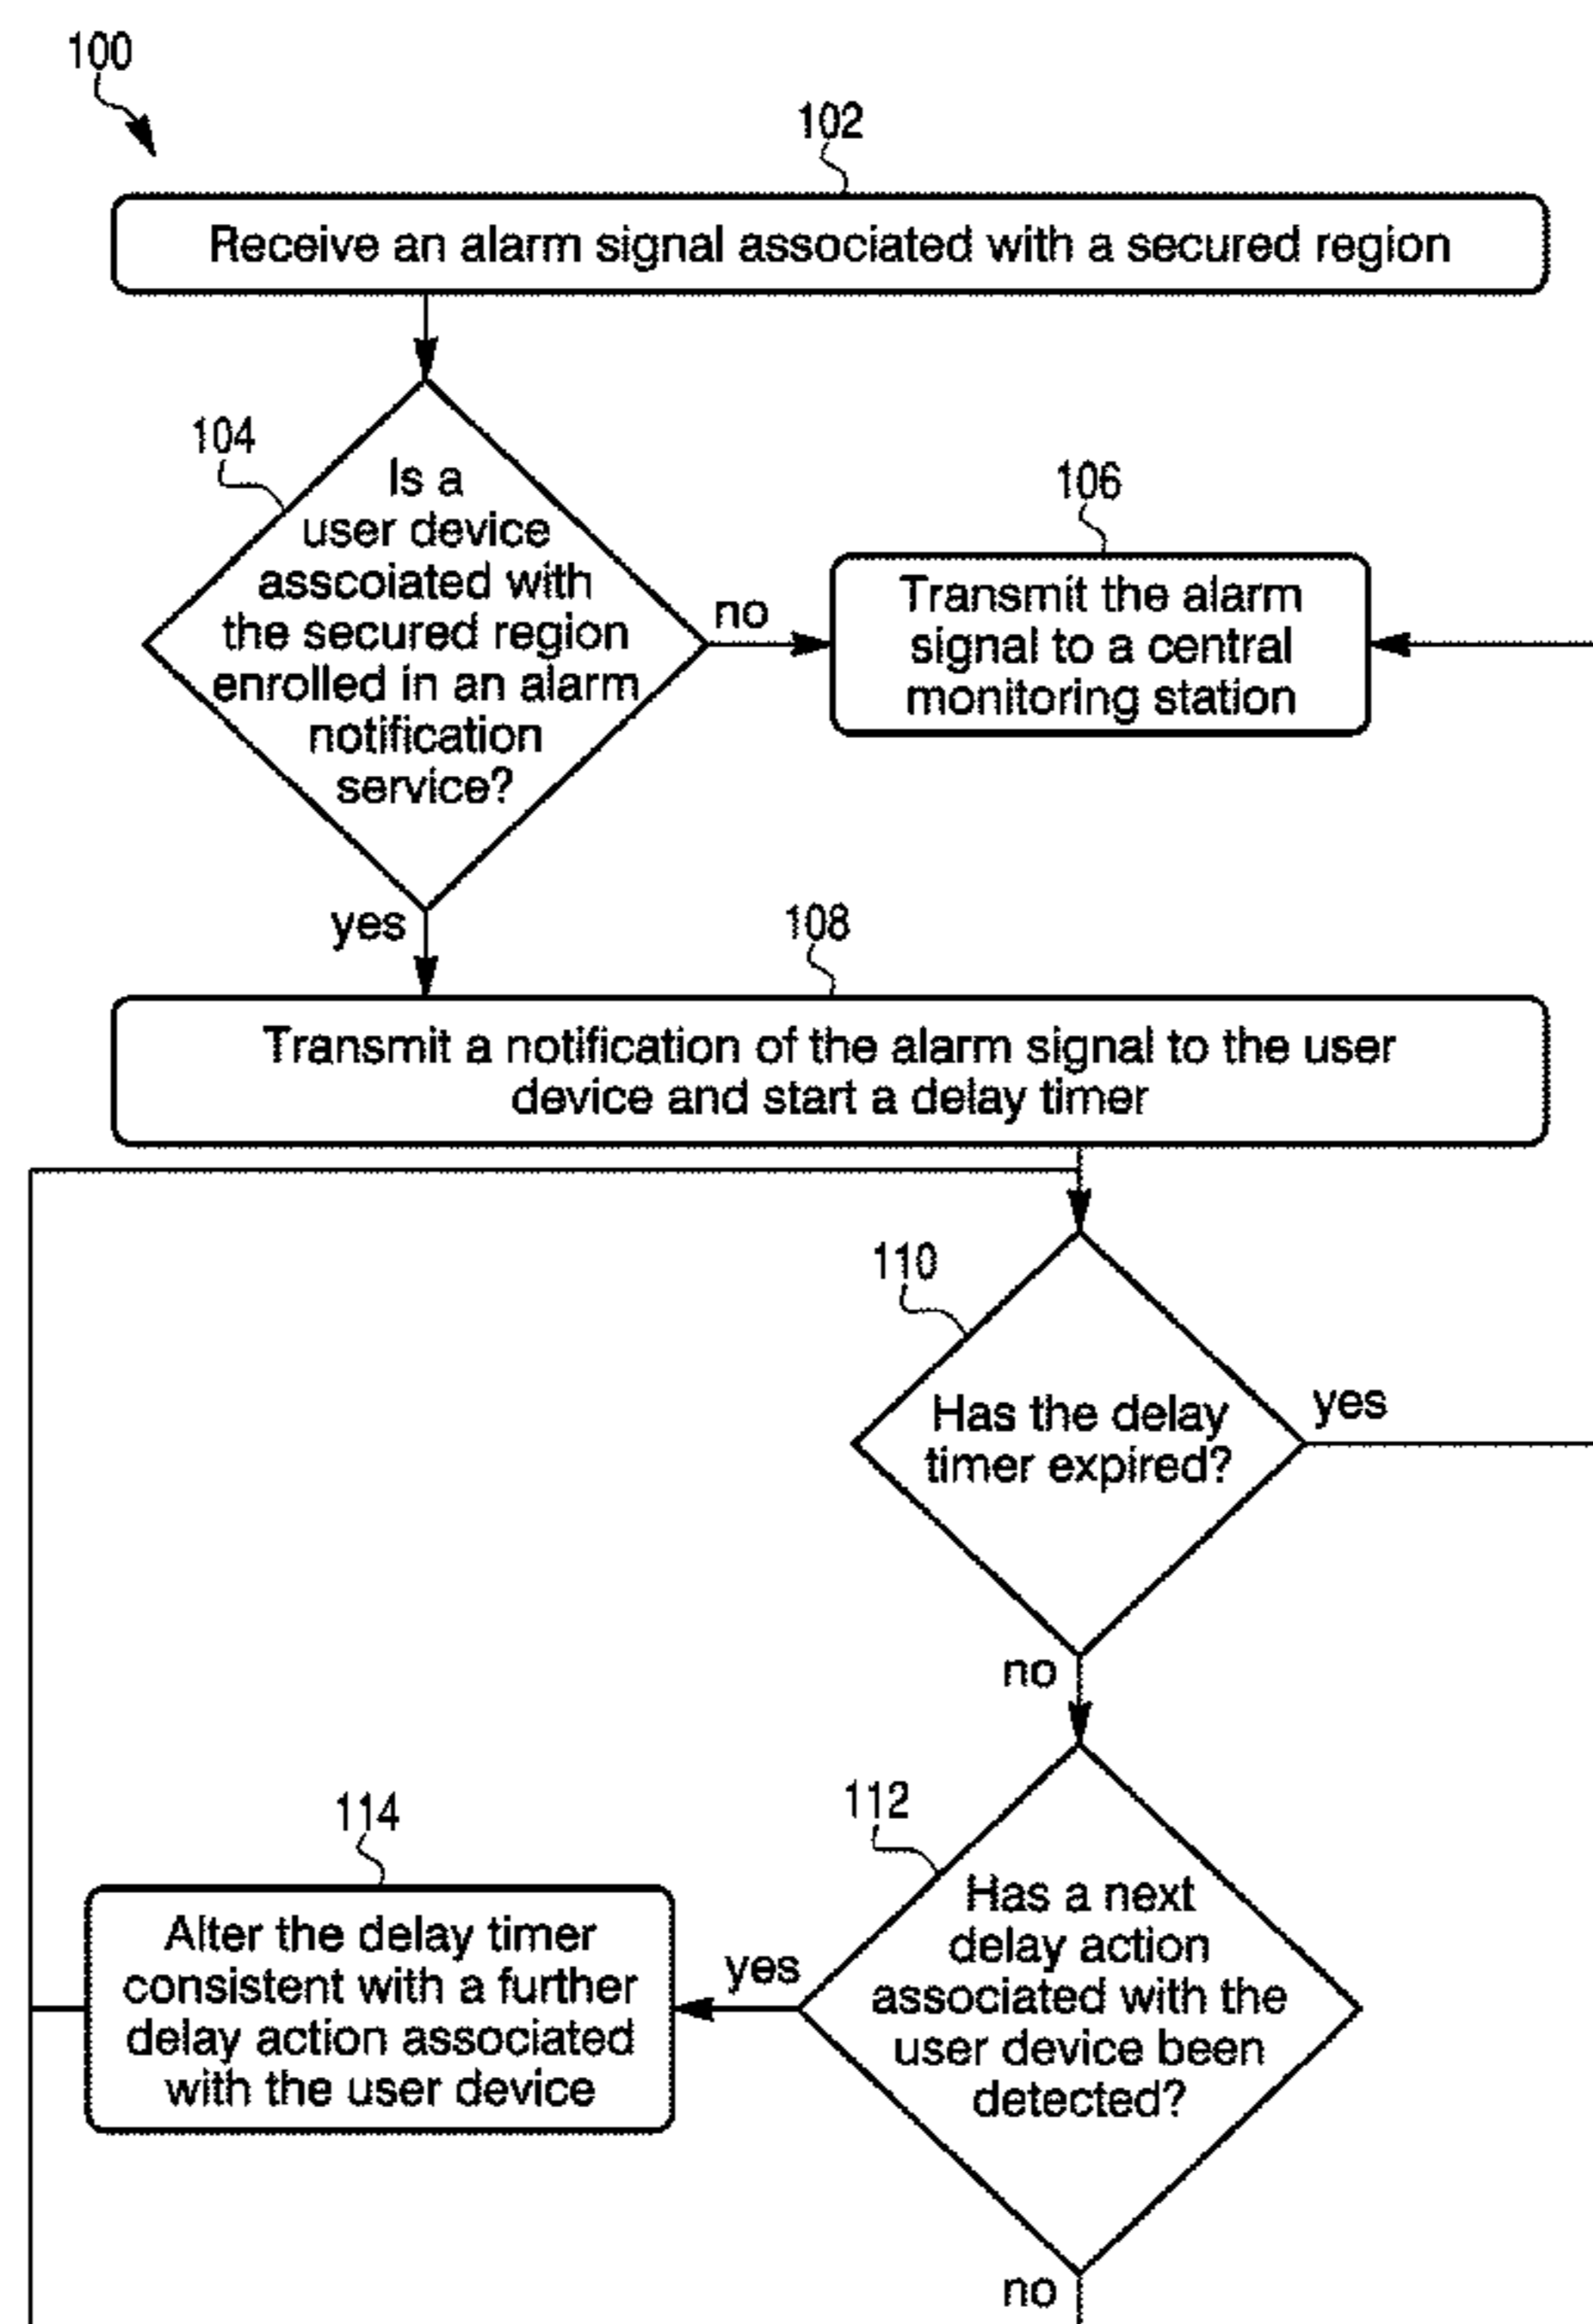 100
102
Receive an alarm signal associated with a secured region
104
Is a
user device
asscoiated with
the secured region
enrolled in an alarm
notification
service?
no
106
Transmit the alarm
signal to a central
monitoring station
yes
108
Transmit a notification of the alarm signal to the user
device and start a delay timer
110
Has the delay
timer expired?
yes
no
112
Has a next
delay action
associated with the
user device been
detected?
yes
114
Alter the delay timer
consistent with a further
delay action associated
with the user device
no